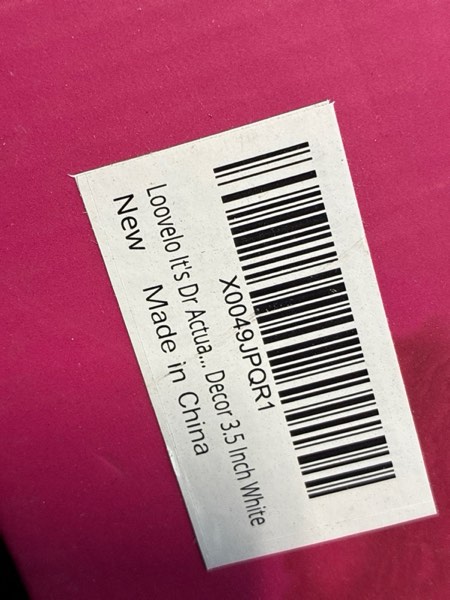 X0049JPQR1
Loovelo It's Dr Actua... Decor 3.5 Inch White
New Made in China